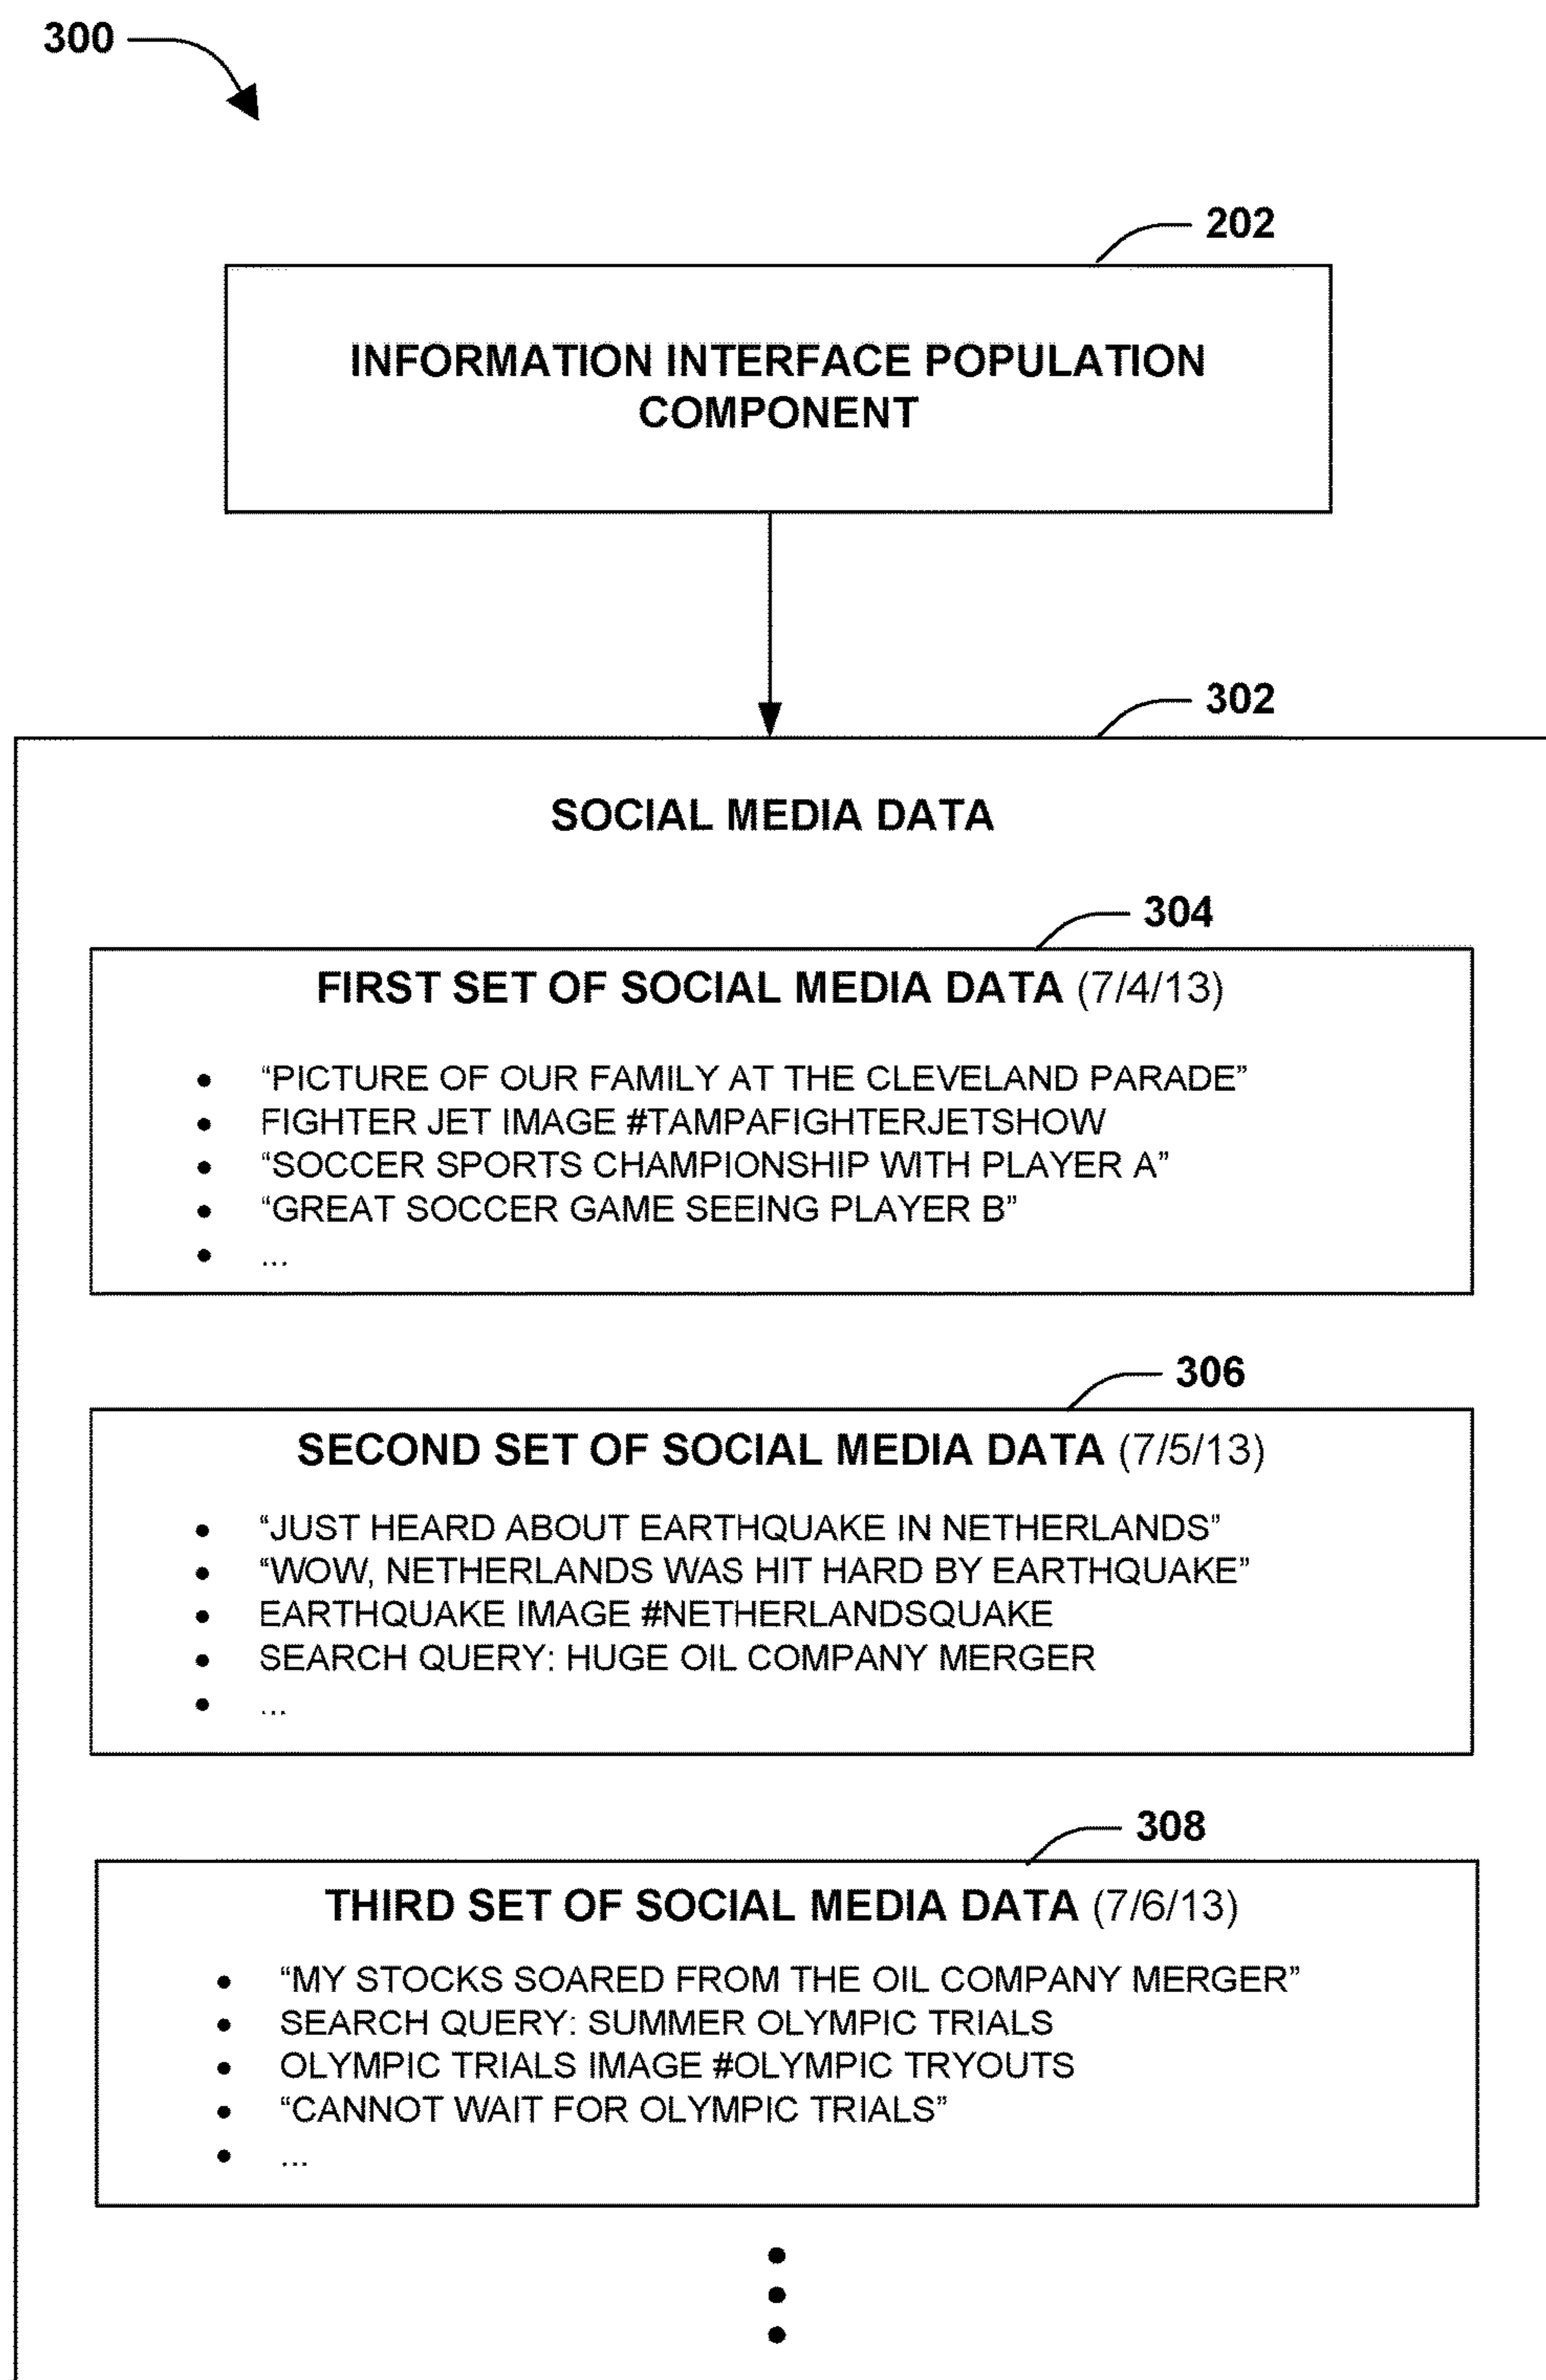 300
202
INFORMATION INTERFACE POPULATION
COMPONENT
302
SOCIAL MEDIA DATA
304
FIRST SET OF SOCIAL MEDIA DATA (7/4/13)
• “PICTURE OF OUR FAMILY AT THE CLEVELAND PARADE”
• FIGHTER JET IMAGE #TAMPAFIGHTERJETSHOW
• “SOCCER SPORTS CHAMPIONSHIP WITH PLAYER A”
• “GREAT SOCCER GAME SEEING PLAYER B”
• ...
306
SECOND SET OF SOCIAL MEDIA DATA (7/5/13)
• “JUST HEARD ABOUT EARTHQUAKE IN NETHERLANDS”
• “WOW, NETHERLANDS WAS HIT HARD BY EARTHQUAKE”
• EARTHQUAKE IMAGE #NETHERLANDSQUAKE
• SEARCH QUERY: HUGE OIL COMPANY MERGER
• ...
308
THIRD SET OF SOCIAL MEDIA DATA (7/6/13)
• “MY STOCKS SOARED FROM THE OIL COMPANY MERGER”
• SEARCH QUERY: SUMMER OLYMPIC TRIALS
• OLYMPIC TRIALS IMAGE #OLYMPIC TRYOUTS
• “CANNOT WAIT FOR OLYMPIC TRIALS”
• ...